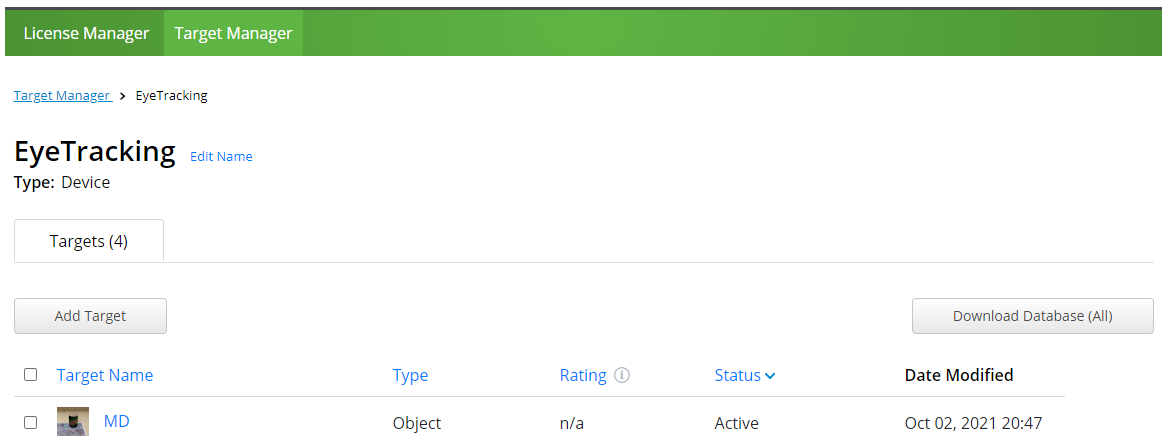 License Manager Target Manager
Target Manager > EyeTracking
EyeTracking Edit Name
Type: Device
Targets (4)
Add Target Download Database (All)
Target Name Type Rating Status Date Modified
MD Object n/a Active Oct 02, 2021 20:47